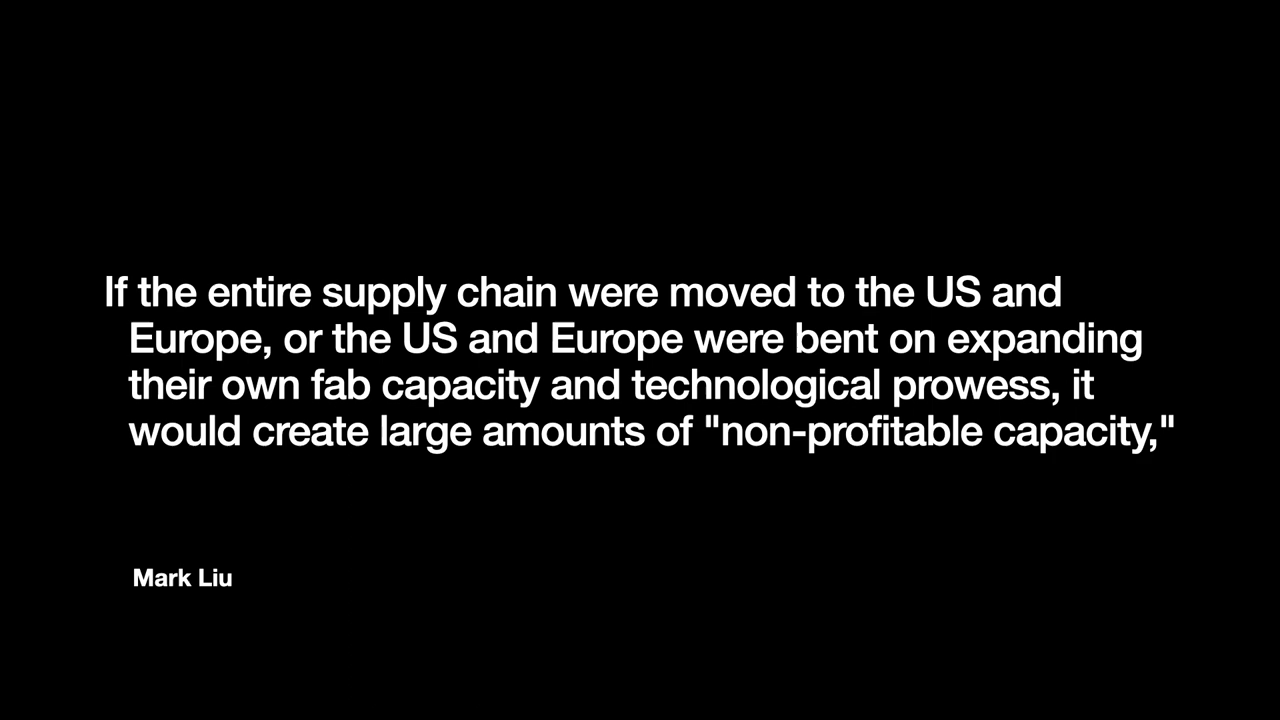 If the entire supply chain were moved to the US and
Europe, or the US and Europe were bent on expanding
their own fab capacity and technological prowess, it
would create large amounts of "non-profitable capacity,"
Mark Liu